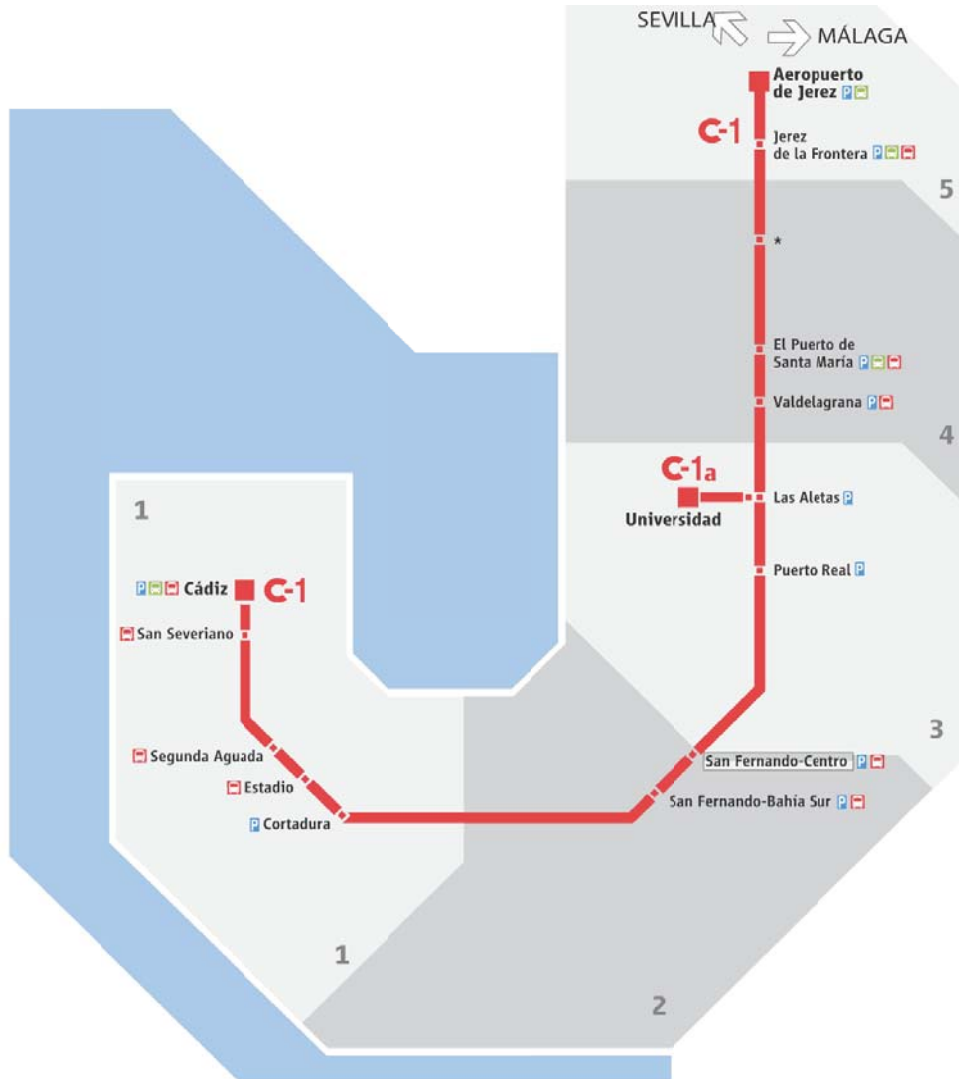 SEVILLA
MÁLAGA
Aeropuerto
de Jerez P
C-1
Jerez
de la Frontera P
5
*
El Puerto de
Santa María P
Valdelagrana P
4
C-1a
Las Aletas P
Universidad
Puerto Real P
1
P Cádiz C-1
San Severiano
3
Segunda Aguada
San Fernando-Centro P
Estadio
San Fernando-Bahía Sur P
P Cortadura
1
2